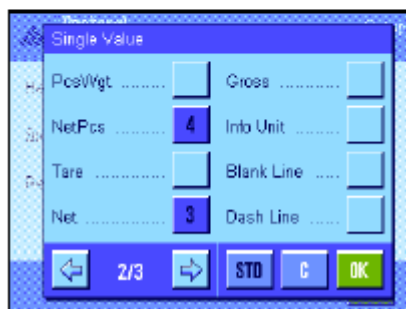 Protocol
Single Value
PcsWgt .......... Gross ..............
NetPcs .......... 4 Info Unit ..........
Tare .............. Blank Line .....
Net ................ 3 Dash Line ......
2/3 STD C OK